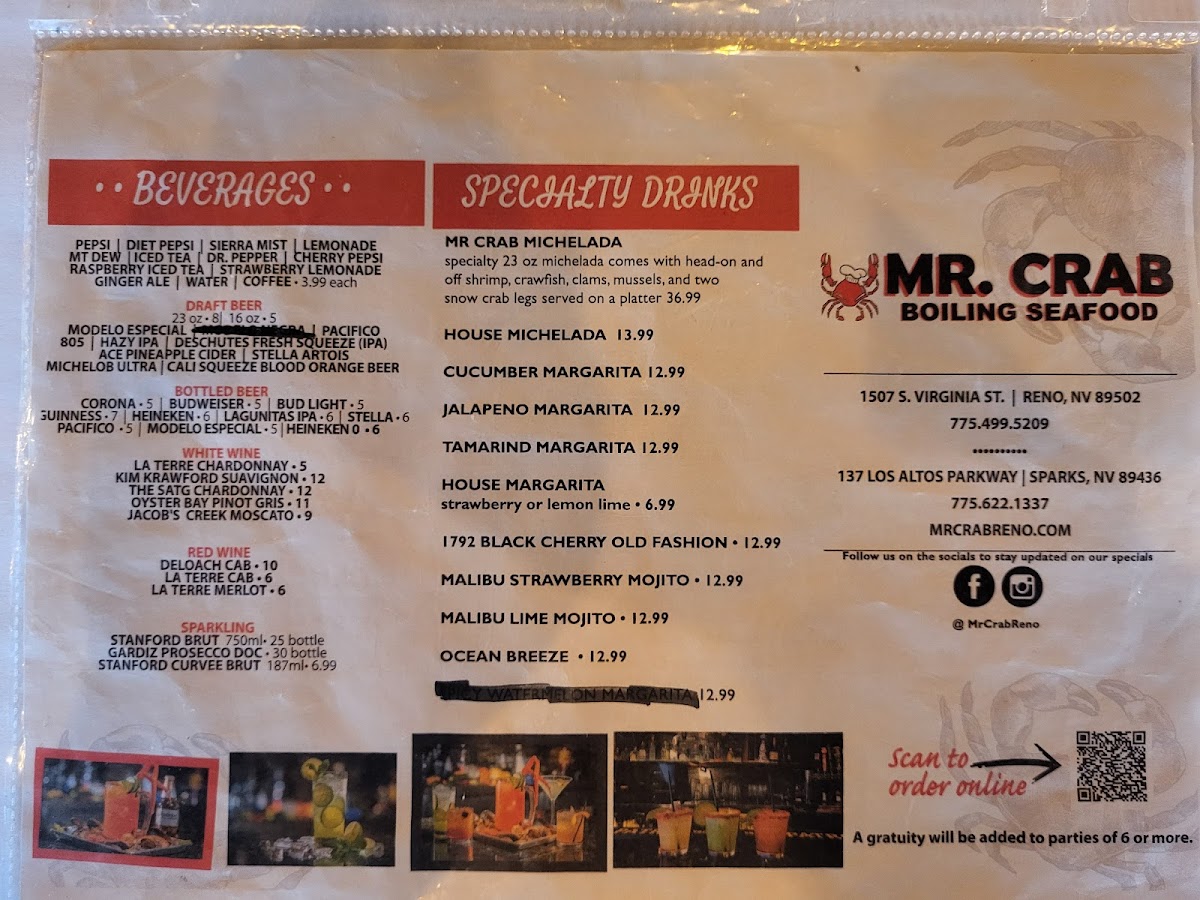 •• BEVERAGES ••
PEPSI | DIET PEPSI | SIERRA MIST | LEMONADE
MT DEW | ICED TEA | DR. PEPPER | CHERRY PEPSI
RASPBERRY ICED TEA | STRAWBERRY LEMONADE
GINGER ALE | WATER | COFFEE • 3.99 each
DRAFT BEER
23 oz • 8| 16 oz • 5
MODELO ESPECIAL | MODELO NEGRA | PACIFICO
805 | HAZY IPA | DESCHUTES FRESH SQUEEZE (IPA)
ACE PINEAPPLE CIDER | STELLA ARTOIS
MICHELOB ULTRA | CALI SQUEEZE BLOOD ORANGE BEER
BOTTLED BEER
CORONA • 5 | BUDWEISER • 5 | BUD LIGHT • 5
GUINNESS • 7 | HEINEKEN • 6 | LAGUNITAS IPA • 6 | STELLA • 6
PACIFICO • 5 | MODELO ESPECIAL • 5 | HEINEKEN 0 • 6
WHITE WINE
LA TERRE CHARDONNAY • 5
KIM KRAWFORD SUAVIGNON • 12
THE SATG CHARDONNAY • 12
OYSTER BAY PINOT GRIS • 11
JACOB'S CREEK MOSCATO • 9
RED WINE
DELOACH CAB • 10
LA TERRE CAB • 6
LA TERRE MERLOT • 6
SPARKLING
STANFORD BRUT 750ml • 25 bottle
GARDIZ PROSECCO DOC • 30 bottle
STANFORD CURVEE BRUT 187ml • 6.99
SPECIALTY DRINKS
MR CRAB MICHELADA
specialty 23 oz michelada comes with head-on and
off shrimp, crawfish, clams, mussels, and two
snow crab legs served on a platter 36.99
HOUSE MICHELADA 13.99
CUCUMBER MARGARITA 12.99
JALAPENO MARGARITA 12.99
TAMARIND MARGARITA 12.99
HOUSE MARGARITA
strawberry or lemon lime • 6.99
1792 BLACK CHERRY OLD FASHION • 12.99
MALIBU STRAWBERRY MOJITO • 12.99
MALIBU LIME MOJITO • 12.99
OCEAN BREEZE • 12.99
SPICY WATERMELON MARGARITA 12.99
MR. CRAB
BOILING SEAFOOD
1507 S. VIRGINIA ST. | RENO, NV 89502
775.499.5209
••••••••••
137 LOS ALTOS PARKWAY | SPARKS, NV 89436
775.622.1337
MRCRABRENO.COM
Follow us on the socials to stay updated on our specials
@ MrCrabReno
Scan to
order online
A gratuity will be added to parties of 6 or more.